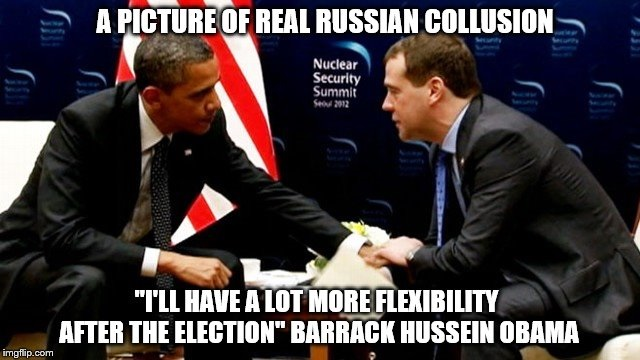 A PICTURE OF REAL RUSSIAN COLLUSION
Nuclear
Security
Summit
Seoul 2012
"I'LL HAVE A LOT MORE FLEXIBILITY
AFTER THE ELECTION" BARRACK HUSSEIN OBAMA
imgflip.com